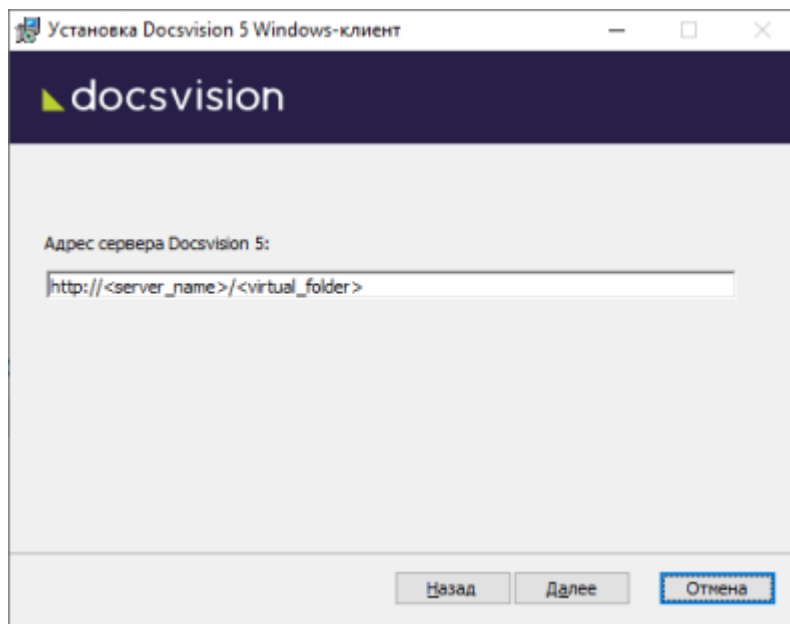 Установка Docsvision 5 Windows-клиент
docsvision
Адрес сервера Docsvision 5:
http://<server_name>/<virtual_folder>
Назад Далее Отмена